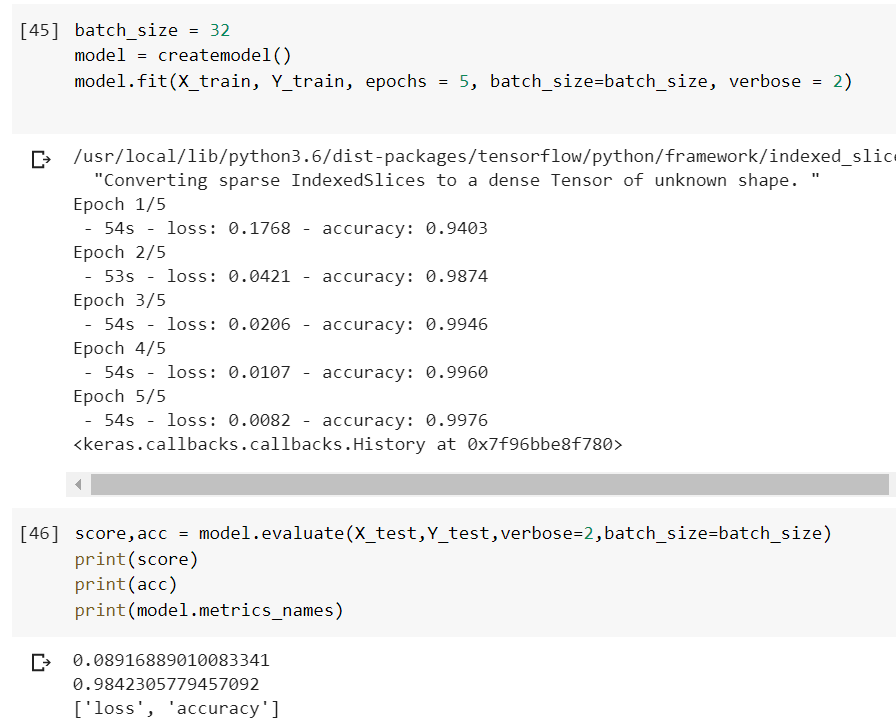 [45] batch_size = 32
model = createmodel()
model.fit(X_train, Y_train, epochs = 5, batch_size=batch_size, verbose = 2)
/usr/local/lib/python3.6/dist-packages/tensorflow/python/framework/indexed_slic
"Converting sparse IndexedSlices to a dense Tensor of unknown shape. "
Epoch 1/5
- 54s - loss: 0.1768 - accuracy: 0.9403
Epoch 2/5
- 53s - loss: 0.0421 - accuracy: 0.9874
Epoch 3/5
- 54s - loss: 0.0206 - accuracy: 0.9946
Epoch 4/5
- 54s - loss: 0.0107 - accuracy: 0.9960
Epoch 5/5
- 54s - loss: 0.0082 - accuracy: 0.9976
<keras.callbacks.callbacks.History at 0x7f96bbe8f780>
[46] score,acc = model.evaluate(X_test,Y_test,verbose=2,batch_size=batch_size)
print(score)
print(acc)
print(model.metrics_names)
0.08916889010083341
0.9842305779457092
['loss', 'accuracy']